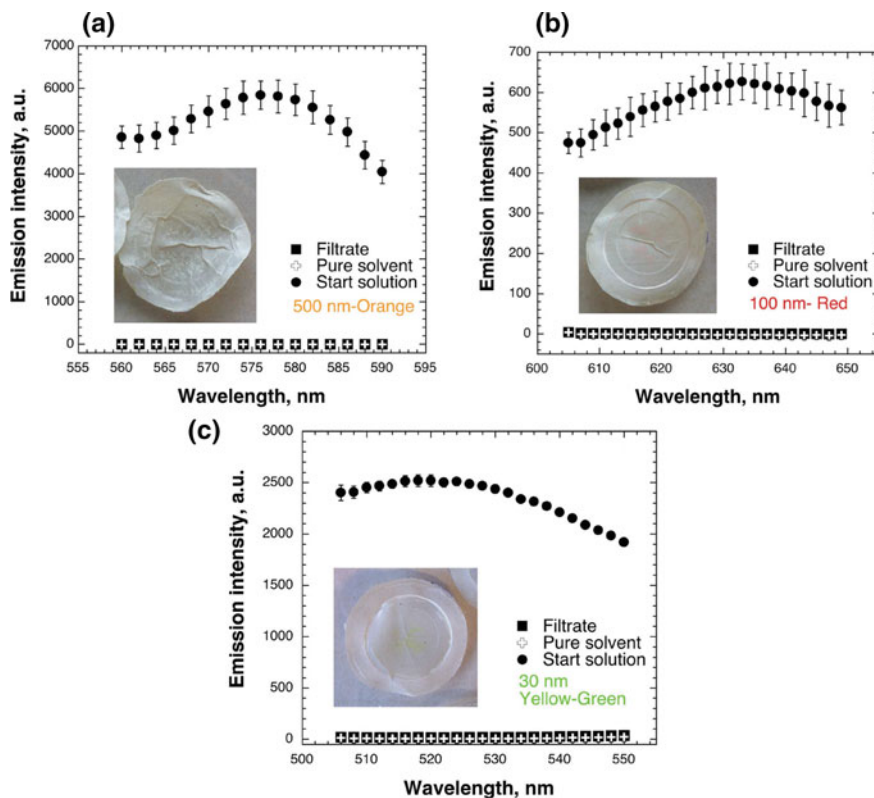 (a)
7000
6000
5000
4000
3000
2000
1000
0
Emission intensity, a.u.
Filtrate
Pure solvent
Start solution
500 nm-Orange
555 560 565 570 575 580 585 590 595
Wavelength, nm
(b)
700
600
500
400
300
200
100
0
Emission intensity, a.u.
Filtrate
Pure solvent
Start solution
100 nm- Red
600 610 620 630 640 650
Wavelength, nm
(c)
3000
2500
2000
1500
1000
500
0
Emission intensity, a.u.
Filtrate
Pure solvent
Start solution
30 nm
Yellow-Green
500 510 520 530 540 550
Wavelength, nm